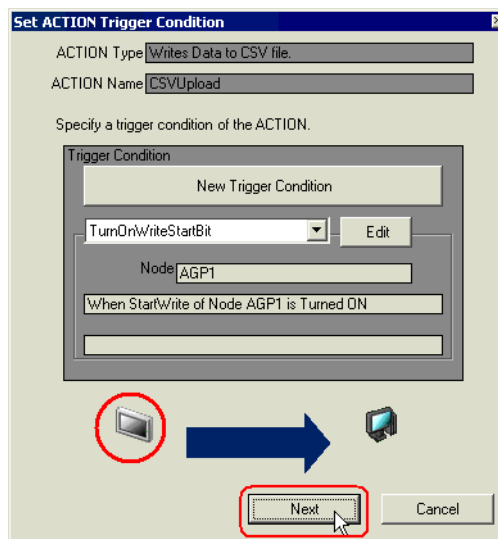 Set ACTION Trigger Condition
ACTION Type Writes Data to CSV file.
ACTION Name CSVUpload
Specify a trigger condition of the ACTION.
Trigger Condition
New Trigger Condition
TurnOnWriteStartBit Edit
Node AGP1
When StartWrite of Node AGP1 is Turned ON
Next Cancel